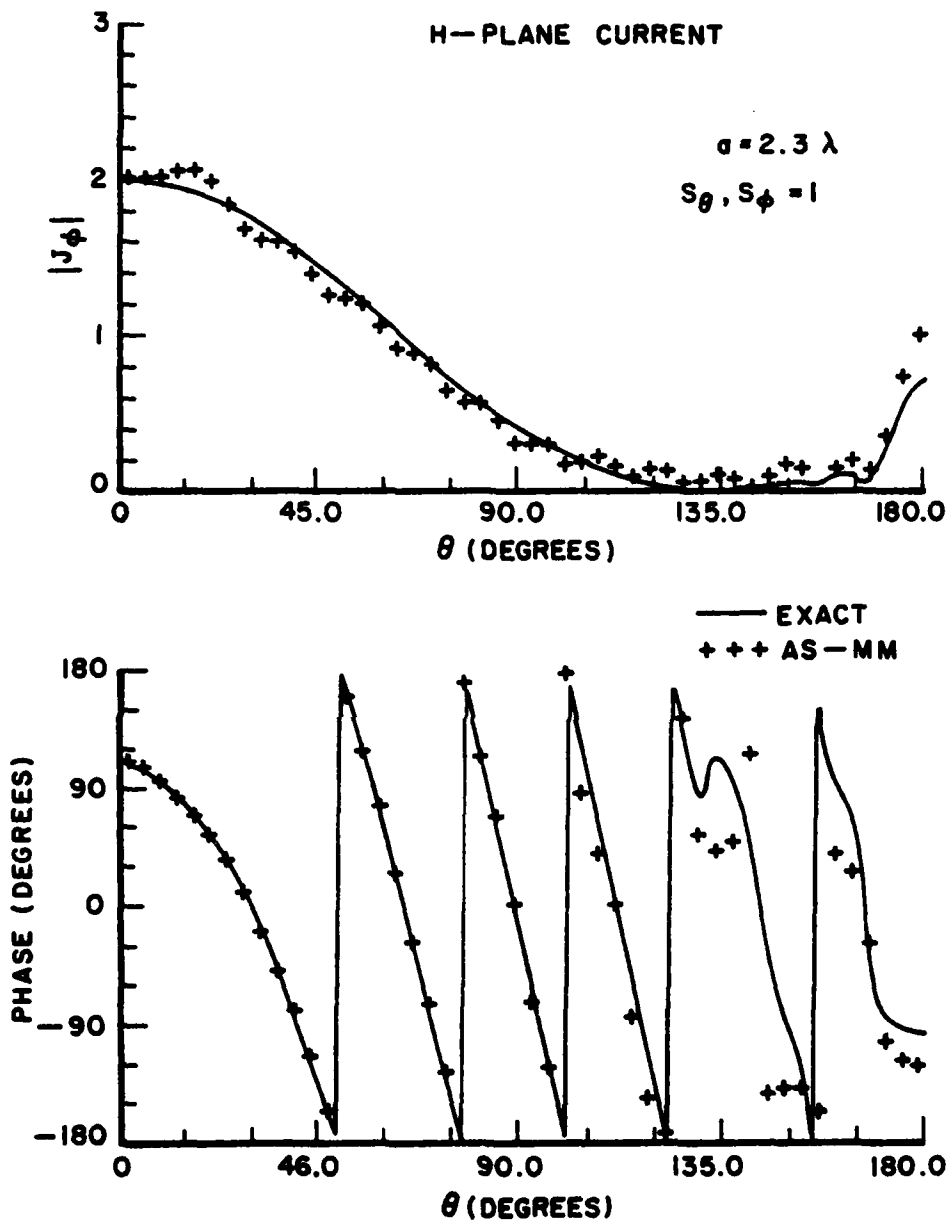 H-PLANE CURRENT
3
a = 2.3 λ
Sθ, Sϕ = 1
2
|Jϕ|
1
0
0 45.0 90.0 135.0 180.0
θ (DEGREES)
EXACT
+ + + AS-MM
180
90
0
-90
-180
PHASE (DEGREES)
0 46.0 90.0 135.0 180.0
θ (DEGREES)